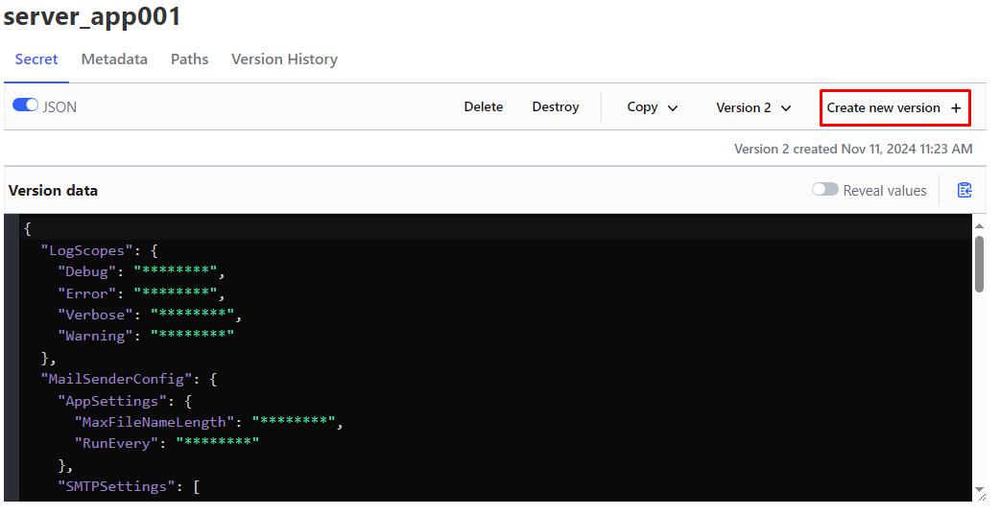 server_app001
Secret Metadata Paths Version History
JSON Delete Destroy Copy Version 2 Create new version +
Version 2 created Nov 11, 2024 11:23 AM
Version data Reveal values
{
"LogScopes": {
"Debug": "********",
"Error": "********",
"Verbose": "********",
"Warning": "********"
},
"MailSenderConfig": {
"AppSettings": {
"MaxFileNameLength": "********",
"RunEvery": "********"
},
"SMTPSettings": [